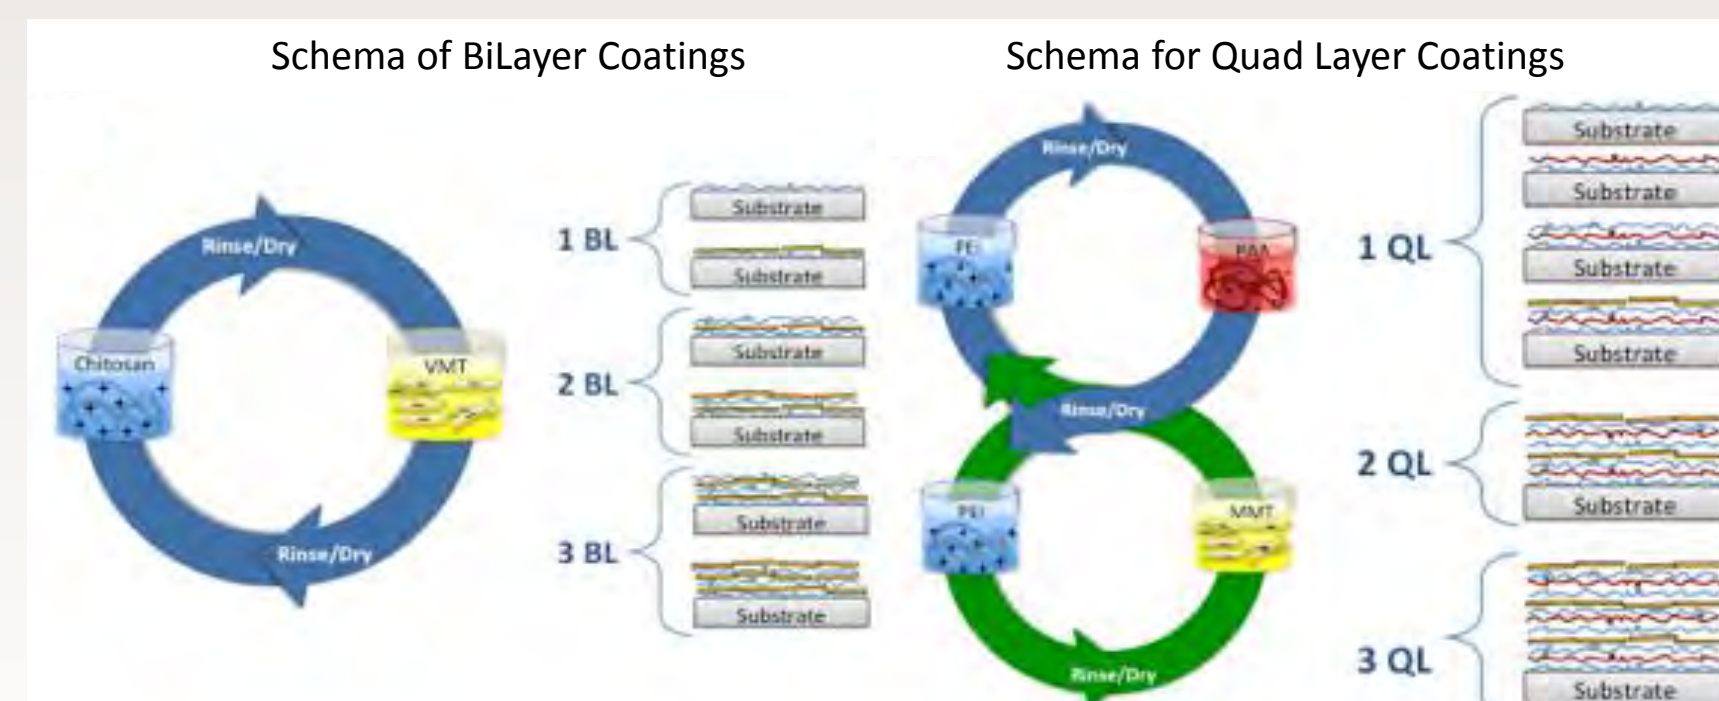 Schema of BiLayer Coatings
Rinse/Dry
Chitosan
VMT
Rinse/Dry
1 BL
Substrate
Substrate
2 BL
Substrate
Substrate
3 BL
Substrate
Substrate
Schema for Quad Layer Coatings
Rinse/Dry
PEI
PAA
Rinse/Dry
PEI
MMT
Rinse/Dry
1 QL
Substrate
Substrate
Substrate
Substrate
2 QL
Substrate
3 QL
Substrate